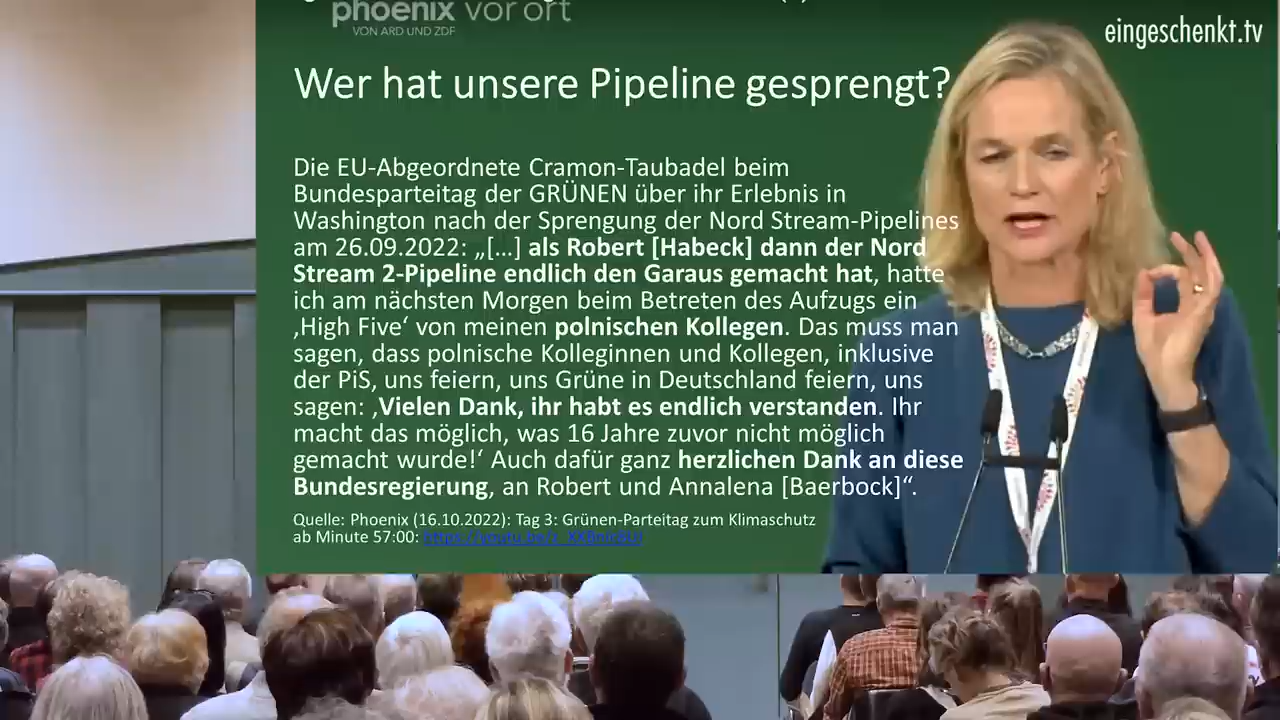 phoenix vor ort
VON ARD UND ZDF
eingeschenkt.tv
Wer hat unsere Pipeline gesprengt?
Die EU-Abgeordnete Cramon-Taubadel beim
Bundesparteitag der GRÜNEN über ihr Erlebnis in
Washington nach der Sprengung der Nord Stream-Pipelines
am 26.09.2022: „[…] als Robert [Habeck] dann der Nord
Stream 2-Pipeline endlich den Garaus gemacht hat, hatte
ich am nächsten Morgen beim Betreten des Aufzugs ein
‚High Five‘ von meinen polnischen Kollegen. Das muss man
sagen, dass polnische Kolleginnen und Kollegen, inklusive
der PiS, uns feiern, uns Grüne in Deutschland feiern, uns
sagen: ‚Vielen Dank, ihr habt es endlich verstanden. Ihr
macht das möglich, was 16 Jahre zuvor nicht möglich
gemacht wurde!‘ Auch dafür ganz herzlichen Dank an diese
Bundesregierung, an Robert und Annalena [Baerbock]“.
Quelle: Phoenix (16.10.2022): Tag 3: Grünen-Parteitag zum Klimaschutz
ab Minute 57:00: